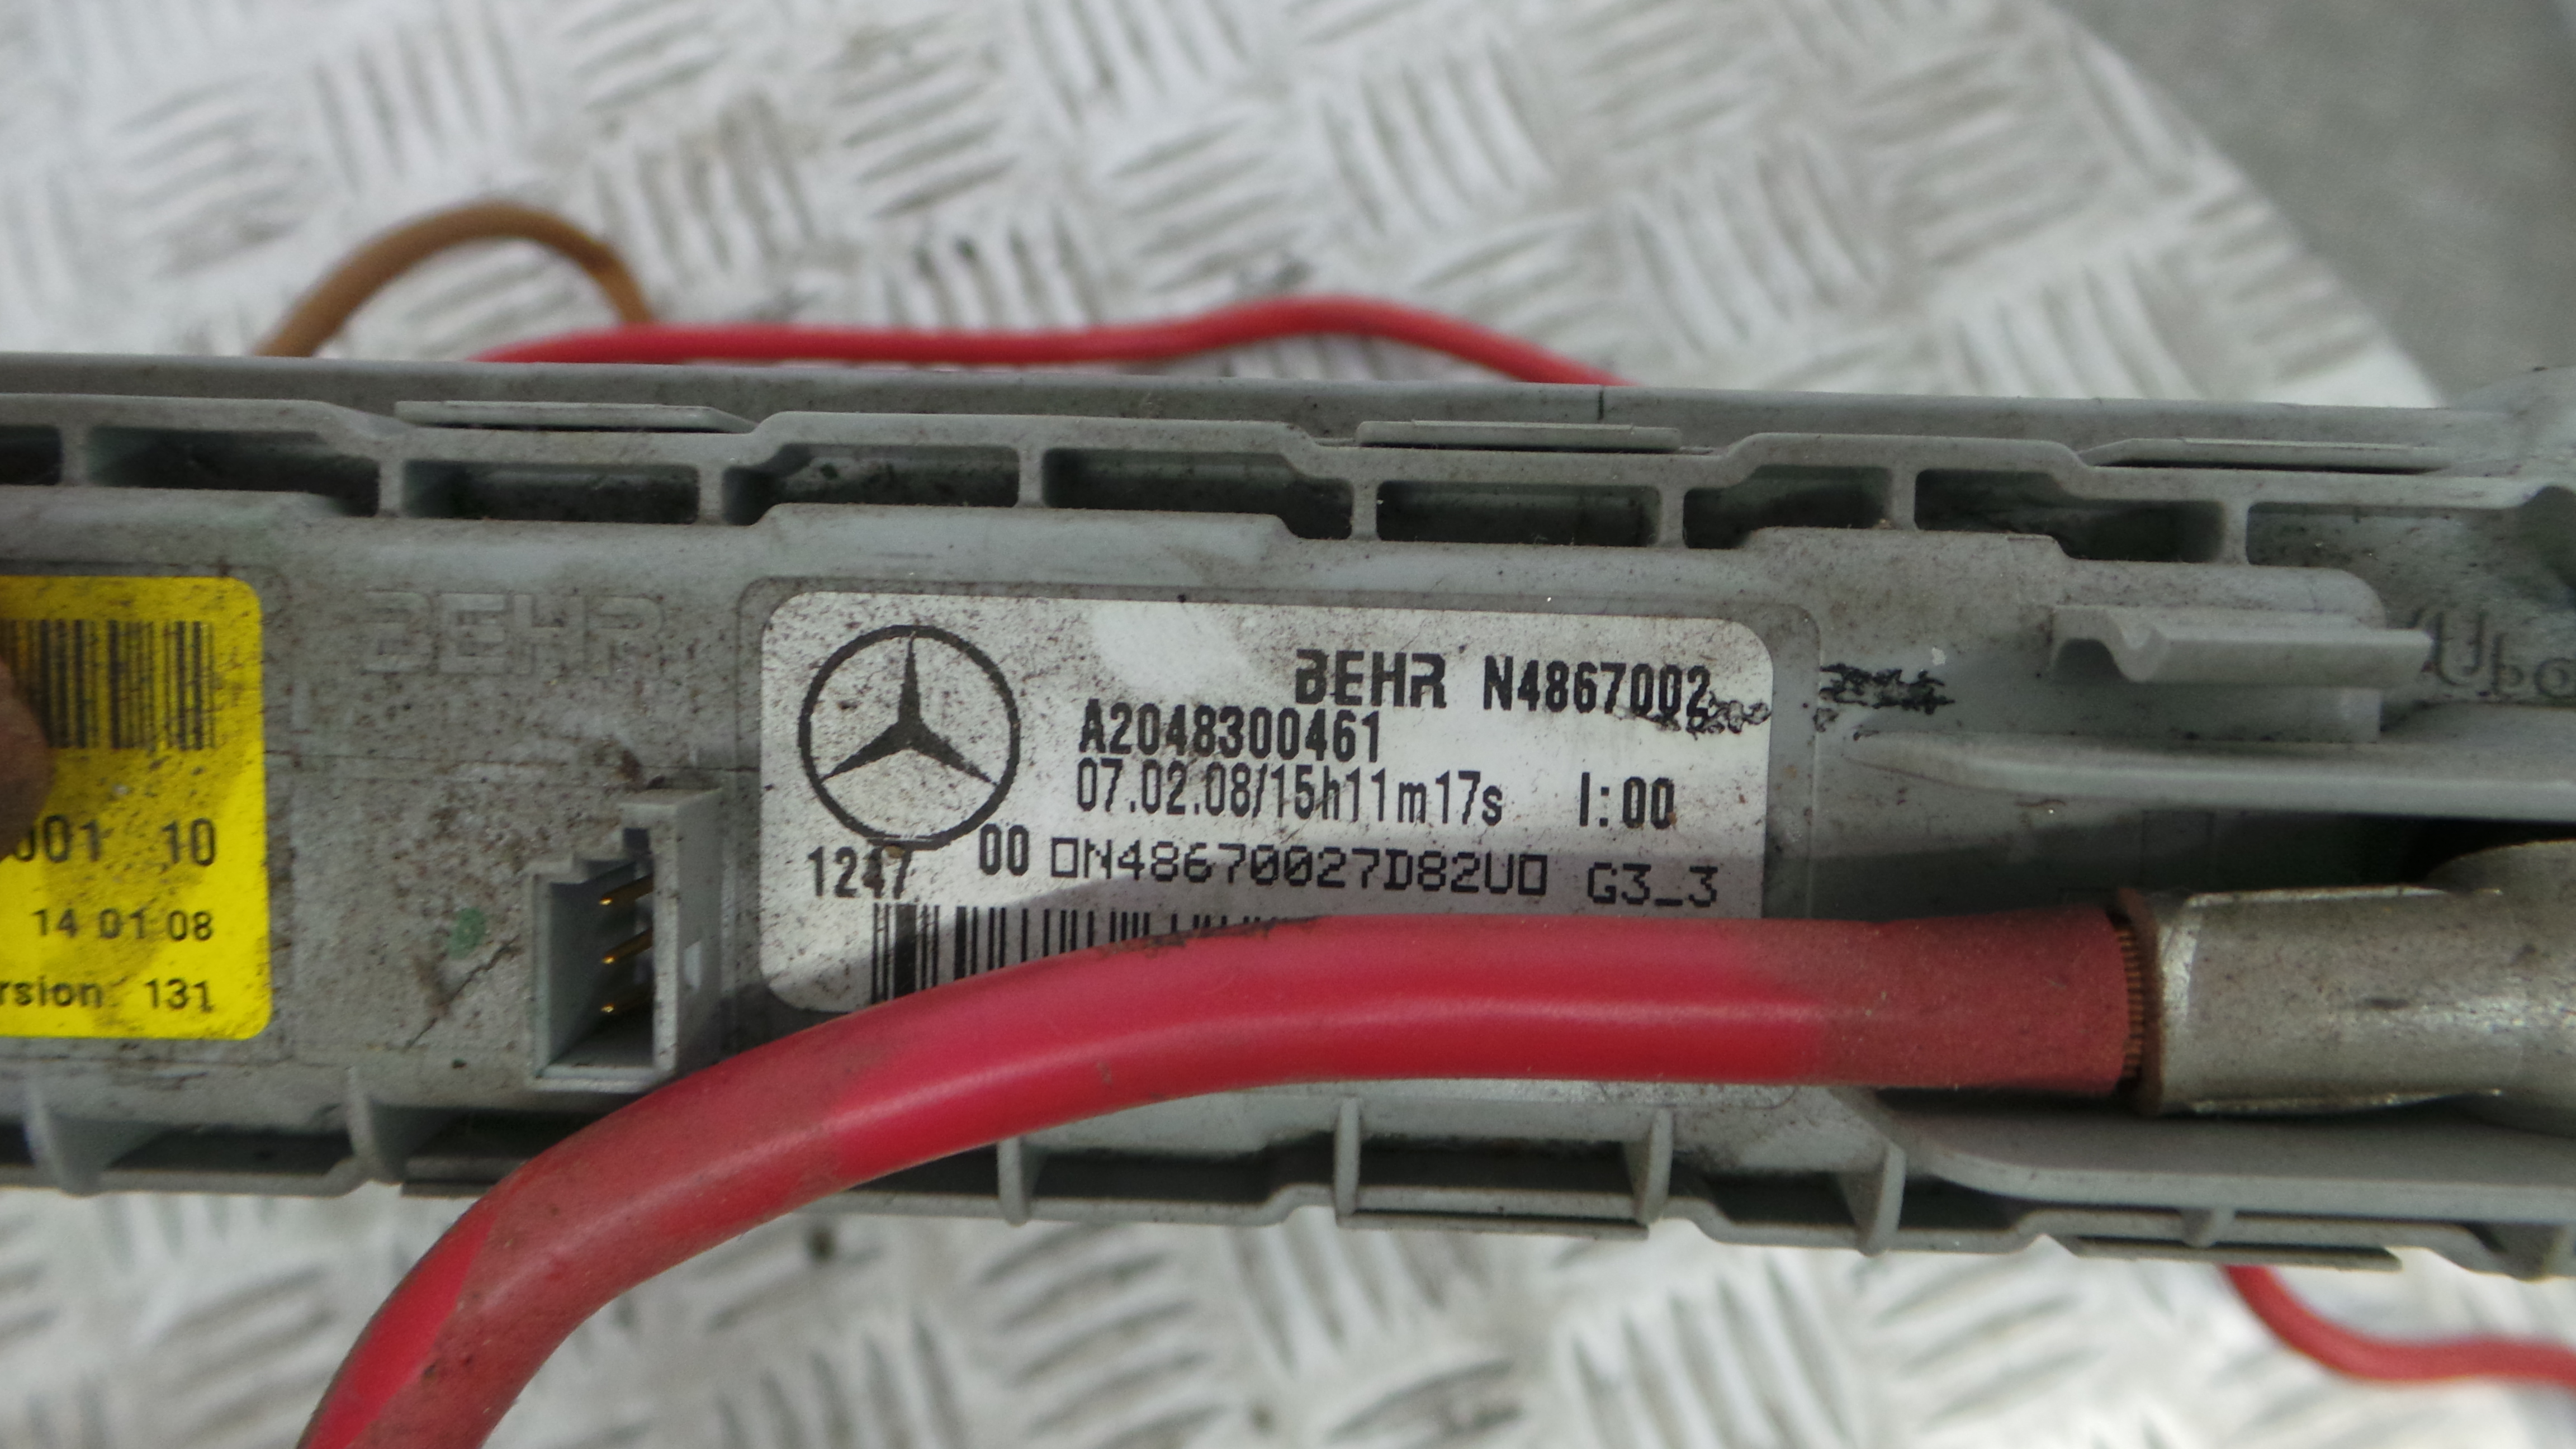 BEHR
BEHR N4867002
A2048300461
07.02.08/15h11m17s I:00
1247 00 N48670027D82U G3_3
001 10
14 01 08
rsion 131